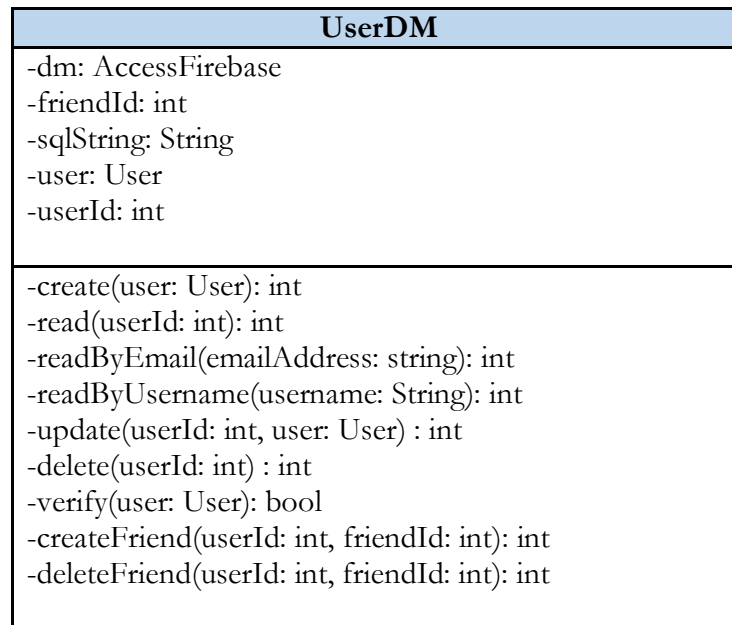 UserDM
-dm: AccessFirebase
-friendId: int
-sqlString: String
-user: User
-userId: int
-create(user: User): int
-read(userId: int): int
-readByEmail(emailAddress: string): int
-readByUsername(username: String): int
-update(userId: int, user: User) : int
-delete(userId: int) : int
-verify(user: User): bool
-createFriend(userId: int, friendId: int): int
-deleteFriend(userId: int, friendId: int): int